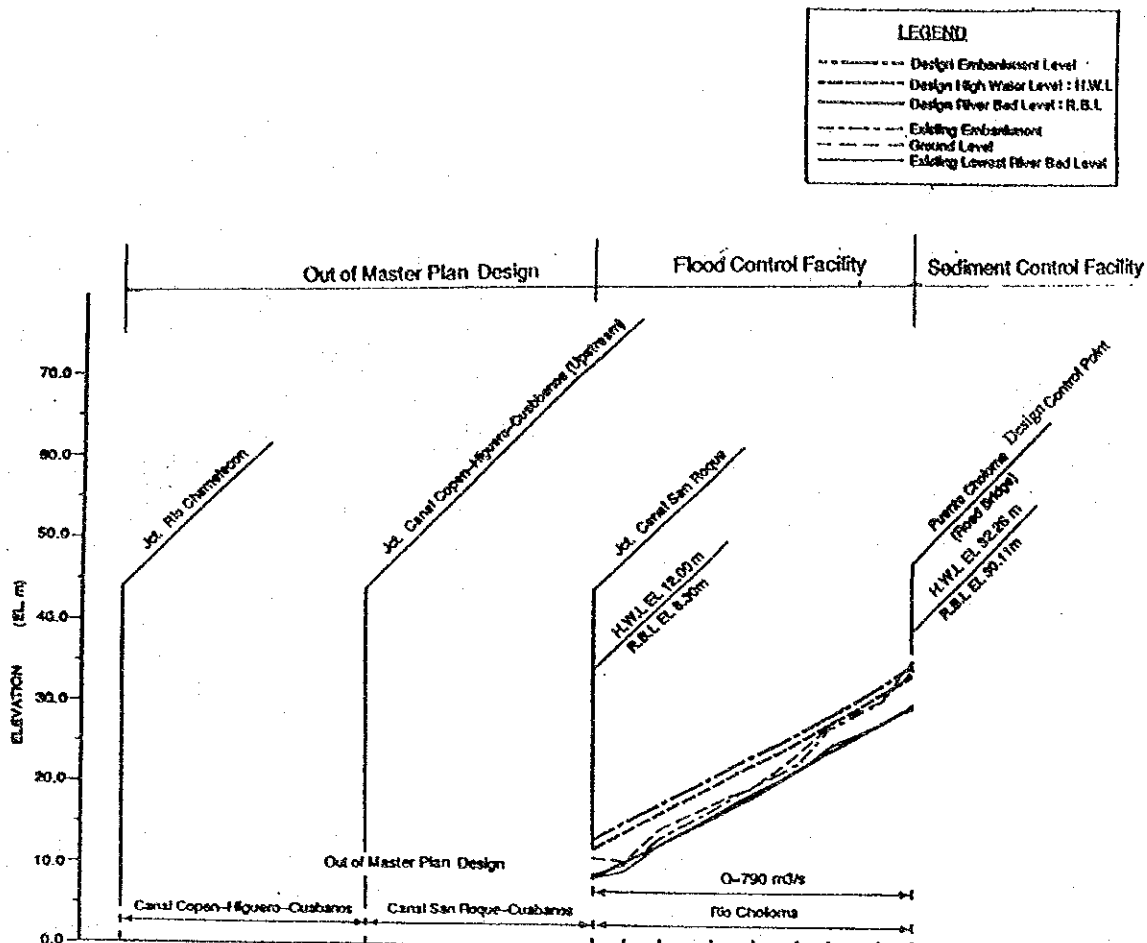 LEGEND
Design Embankment Level
Design High Water Level : H.W.L
Design River Bed Level : R.B.L
Existing Embankment
Ground Level
Existing Lowest River Bed Level
Out of Master Plan Design
Flood Control Facility
Sediment Control Facility
70.0
60.0
50.0
40.0
30.0
20.0
10.0
0.0
ELEVATION (EL. m)
Jct. Rio Chamelecon
Jct. Canal Copen-Higuero-Cuabanos (Upstream)
Jct. Canal San Roque
H.W.L EL. 12.00 m
R.B.L EL. 8.30m
Puente Choloma Design Control Point
(Road Bridge)
H.W.L EL. 32.26 m
R.B.L EL. 30.11m
Out of Master Plan Design
Q=790 m3/s
Canal Copen-Higuero-Cuabanos
Canal San Roque-Cuabanos
Rio Choloma